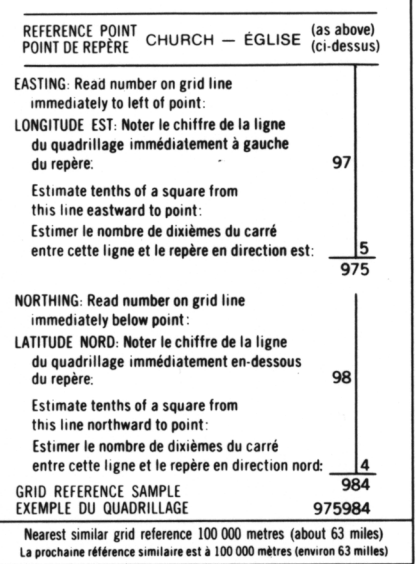 REFERENCE POINT CHURCH — ÉGLISE (as above)
POINT DE REPÈRE (ci-dessus)
EASTING: Read number on grid line
immediately to left of point:
LONGITUDE EST: Noter le chiffre de la ligne
du quadrillage immédiatement à gauche
du repère: 97
Estimate tenths of a square from
this line eastward to point:
Estimer le nombre de dixièmes du carré
entre cette ligne et le repère en direction est: 5
975
NORTHING: Read number on grid line
immediately below point:
LATITUDE NORD: Noter le chiffre de la ligne
du quadrillage immédiatement en-dessous
du repère: 98
Estimate tenths of a square from
this line northward to point:
Estimer le nombre de dixièmes du carré
entre cette ligne et le repère en direction nord: 4
GRID REFERENCE SAMPLE 984
EXEMPLE DU QUADRILLAGE 975984
Nearest similar grid reference 100 000 metres (about 63 miles)
La prochaine référence similaire est à 100 000 mètres (environ 63 milles)